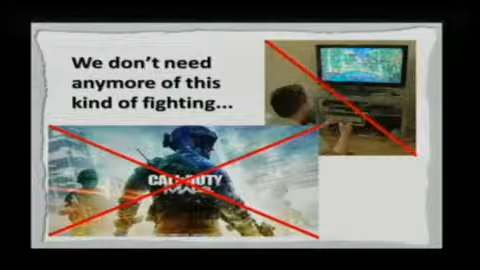 We don't need
anymore of this
kind of fighting...
CALL DUTY